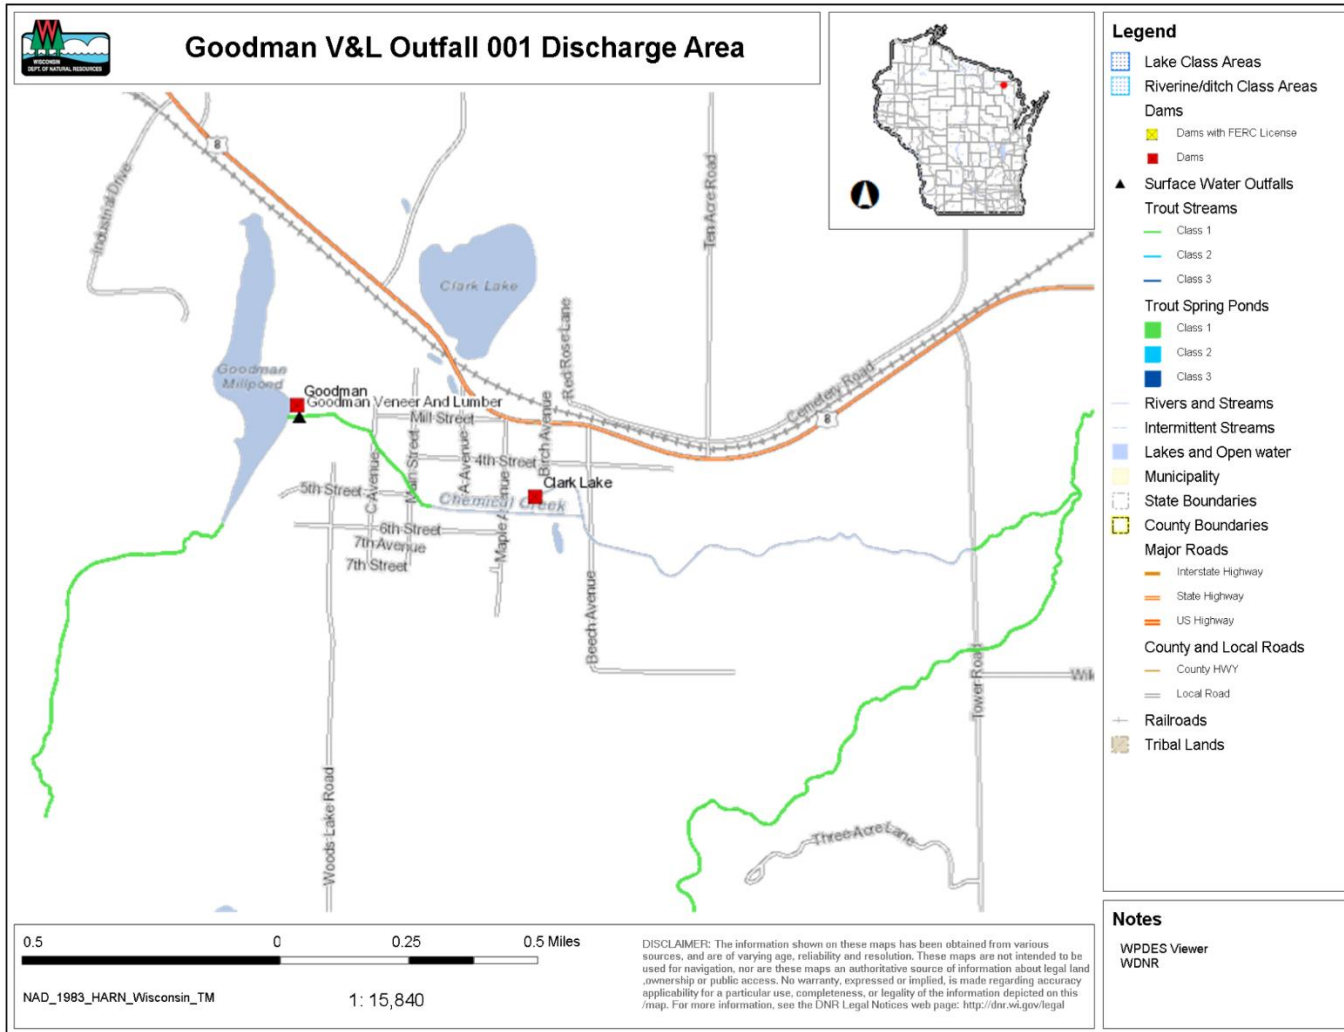 WISCONSIN
DEPT. OF NATURAL RESOURCES
Goodman V&L Outfall 001 Discharge Area
8
Industrial Drive
Ten Acre Road
Clark Lake
Red Rose Lane
Goodman
Millpond
Goodman
Goodman Veneer And Lumber
Mill Street
Cemetery Road
8
C Avenue
Main Street
A Avenue
Maple Avenue
Birch Avenue
4th Street
5th Street
Clark Lake
Chemical Creek
6th Street
7th Avenue
7th Street
Beech Avenue
Tower Road
Woods Lake Road
Three Acre Lane
Legend
Lake Class Areas
Riverine/ditch Class Areas
Dams
Dams with FERC License
Dams
Surface Water Outfalls
Trout Streams
Class 1
Class 2
Class 3
Trout Spring Ponds
Class 1
Class 2
Class 3
Rivers and Streams
Intermittent Streams
Lakes and Open water
Municipality
State Boundaries
County Boundaries
Major Roads
Interstate Highway
State Highway
US Highway
County and Local Roads
County HWY
Local Road
Railroads
Tribal Lands
Notes
WPDES Viewer
WDNR
0.5 0 0.25 0.5 Miles
NAD_1983_HARN_Wisconsin_TM
1: 15,840
DISCLAIMER: The information shown on these maps has been obtained from various
sources, and are of varying age, reliability and resolution. These maps are not intended to be
used for navigation, nor are these maps an authoritative source of information about legal land
,ownership or public access. No warranty, expressed or implied, is made regarding accuracy
applicability for a particular use, completeness, or legality of the information depicted on this
/map. For more information, see the DNR Legal Notices web page: http://dnr.wi.gov/legal